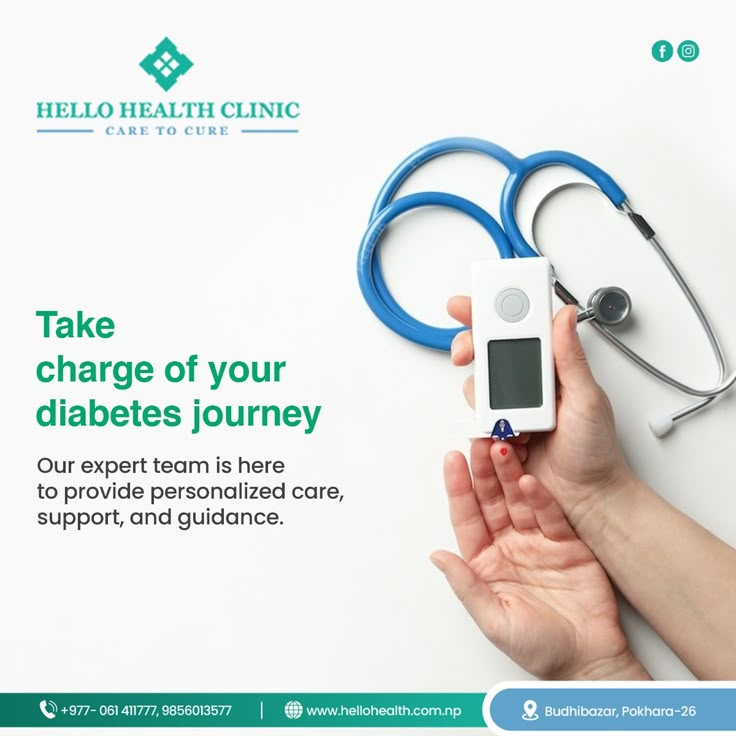 HELLO HEALTH CLINIC
CARE TO CURE
Take
charge of your
diabetes journey
Our expert team is here
to provide personalized care,
support, and guidance.
+977- 061 411777, 9856013577
www.hellohealth.com.np
Budhibazar, Pokhara-26